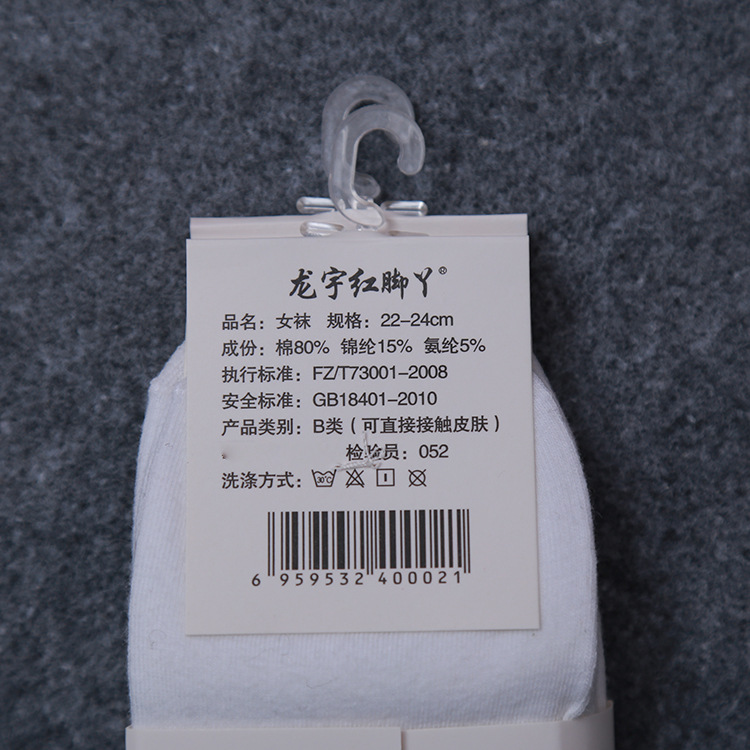 龙宇红脚丫®
品名：女袜 规格：22-24cm
成份：棉80% 锦纶15% 氨纶5%
执行标准：FZ/T73001-2008
安全标准：GB18401-2010
产品类别：B类（可直接接触皮肤）
检验员：052
洗涤方式：30℃
6 959532 400021